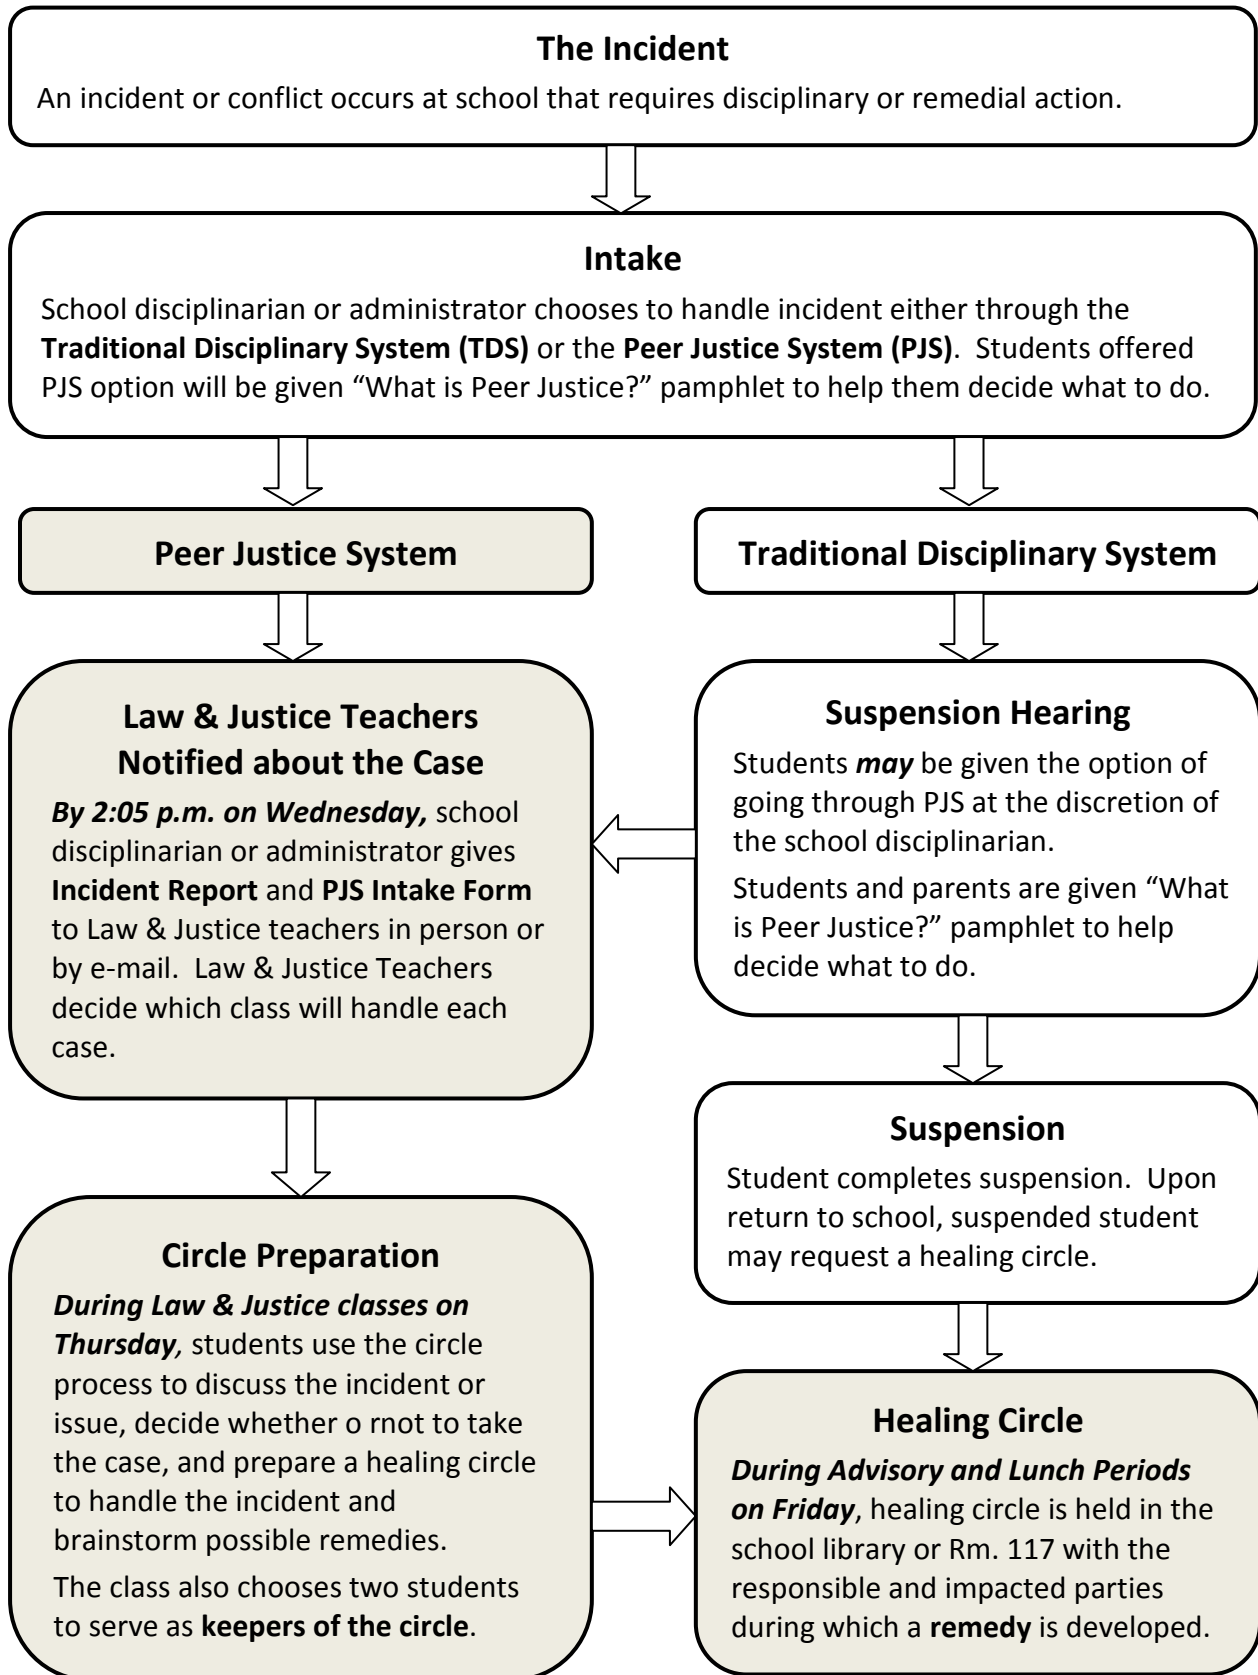 The Incident
An incident or conflict occurs at school that requires disciplinary or remedial action.
Intake
School disciplinarian or administrator chooses to handle incident either through the
Traditional Disciplinary System (TDS) or the Peer Justice System (PJS).  Students offered
PJS option will be given “What is Peer Justice?” pamphlet to help them decide what to do.
Peer Justice System
Traditional Disciplinary System
Law & Justice Teachers
Notified about the Case
By 2:05 p.m. on Wednesday, school
disciplinarian or administrator gives
Incident Report and PJS Intake Form
to Law & Justice teachers in person or
by e-mail.  Law & Justice Teachers
decide which class will handle each
case.
Suspension Hearing
Students may be given the option of
going through PJS at the discretion of
the school disciplinarian.
Students and parents are given “What
is Peer Justice?” pamphlet to help
decide what to do.
Suspension
Student completes suspension.  Upon
return to school, suspended student
may request a healing circle.
Circle Preparation
During Law & Justice classes on
Thursday, students use the circle
process to discuss the incident or
issue, decide whether o rnot to take
the case, and prepare a healing circle
to handle the incident and
brainstorm possible remedies.
The class also chooses two students
to serve as keepers of the circle.
Healing Circle
During Advisory and Lunch Periods
on Friday, healing circle is held in the
school library or Rm. 117 with the
responsible and impacted parties
during which a remedy is developed.